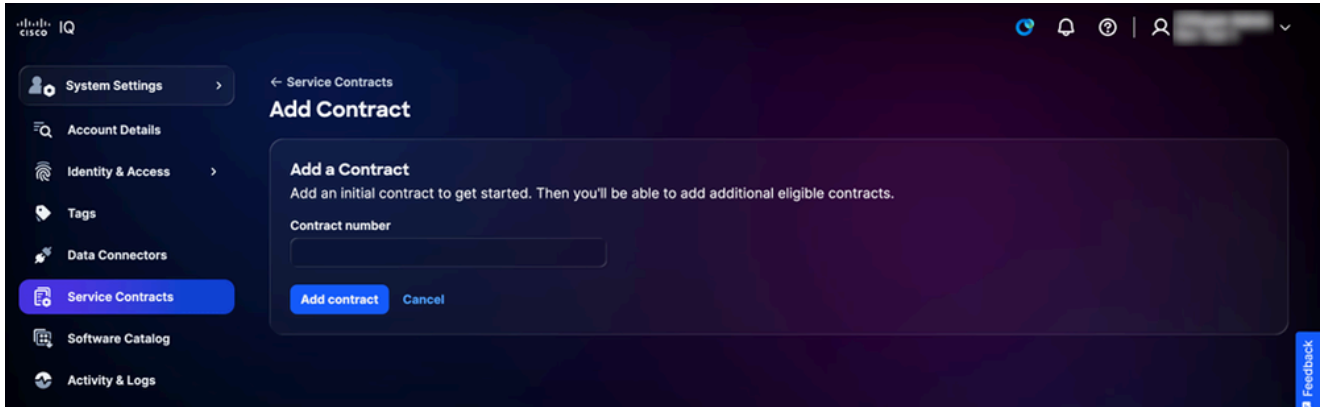 cisco IQ
System Settings
← Service Contracts
Add Contract
Account Details
Identity & Access
Tags
Data Connectors
Service Contracts
Software Catalog
Activity & Logs
Add a Contract
Add an initial contract to get started. Then you'll be able to add additional eligible contracts.
Contract number
Add contract Cancel
Feedback